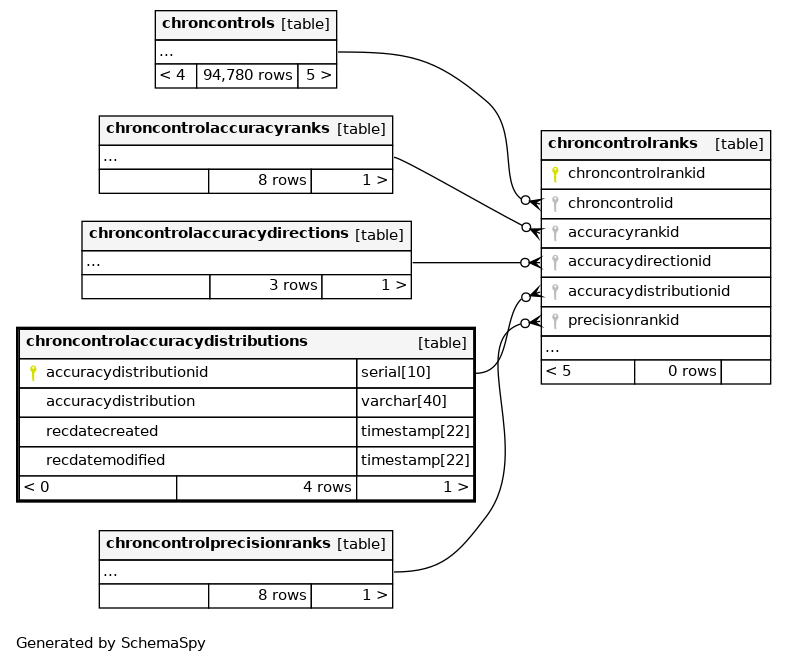 chroncontrols [table]
...
< 4 94,780 rows 5 >
chroncontrolaccuracyranks [table]
...
8 rows 1 >
chroncontrolaccuracydirections [table]
...
3 rows 1 >
chroncontrolaccuracydistributions [table]
accuracydistributionid serial[10]
accuracydistribution varchar[40]
recdatecreated timestamp[22]
recdatemodified timestamp[22]
< 0 4 rows 1 >
chroncontrolprecisionranks [table]
...
8 rows 1 >
chroncontrolranks [table]
chroncontrolrankid
chroncontrolid
accuracyrankid
accuracydirectionid
accuracydistributionid
precisionrankid
...
< 5 0 rows
Generated by SchemaSpy